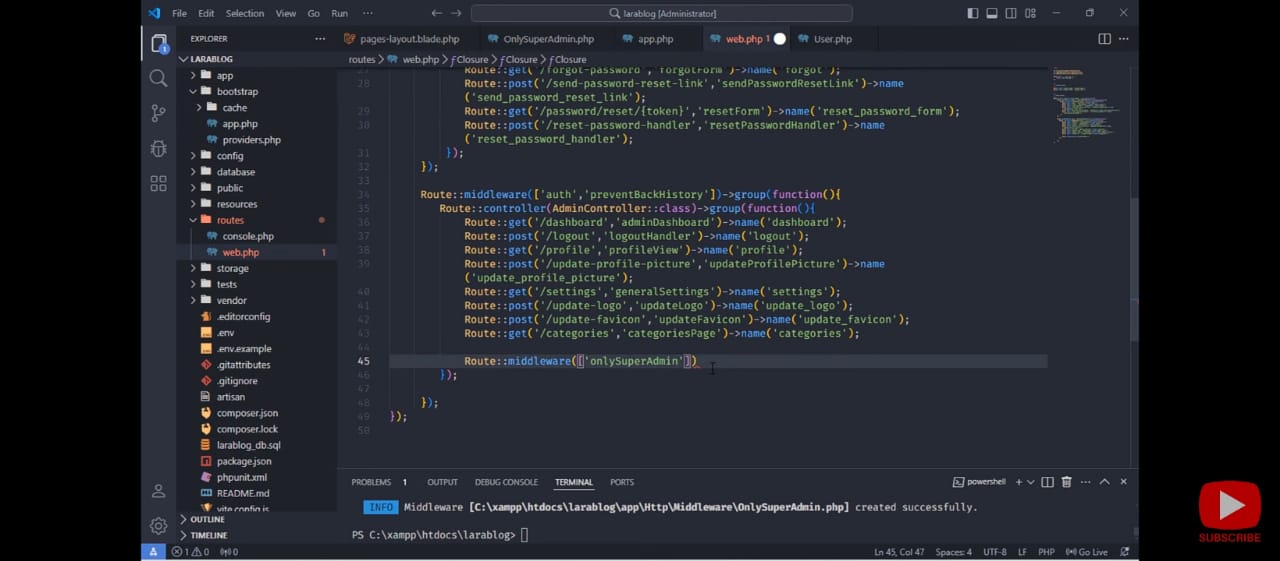 File Edit Selection View Go Run ··· larablog [Administrator]
EXPLORER ···
pages-layout.blade.php OnlySuperAdmin.php app.php web.php 1 User.php
routes > web.php > Closure > Closure > Closure
LARABLOG
app
bootstrap
cache
app.php
providers.php
config
database
public
resources
routes
console.php
web.php 1
storage
tests
vendor
.editorconfig
.env
.env.example
.gitattributes
.gitignore
artisan
composer.json
composer.lock
larablog_db.sql
package.json
phpunit.xml
README.md
vite.config.js
OUTLINE
TIMELINE
27 Route::get('/forgot-password','forgotForm')->name('forgot');
28 Route::post('/send-password-reset-link','sendPasswordResetLink')->name
('send_password_reset_link');
29 Route::get('/password/reset/{token}','resetForm')->name('reset_password_form');
30 Route::post('/reset-password-handler','resetPasswordHandler')->name
('reset_password_handler');
31 });
32 });
33
34 Route::middleware(['auth','preventBackHistory'])->group(function(){
35 Route::controller(AdminController::class)->group(function(){
36 Route::get('/dashboard','adminDashboard')->name('dashboard');
37 Route::post('/logout','logoutHandler')->name('logout');
38 Route::get('/profile','profileView')->name('profile');
39 Route::post('/update-profile-picture','updateProfilePicture')->name
('update_profile_picture');
40 Route::get('/settings','generalSettings')->name('settings');
41 Route::post('/update-logo','updateLogo')->name('update_logo');
42 Route::post('/update-favicon','updateFavicon')->name('update_favicon');
43 Route::get('/categories','categoriesPage')->name('categories');
44
45 Route::middleware(['onlySuperAdmin'])
46 });
47
48 });
49 });
50
PROBLEMS 1 OUTPUT DEBUG CONSOLE TERMINAL PORTS powershell
INFO Middleware [C:\xampp\htdocs\larablog\app\Http\Middleware\OnlySuperAdmin.php] created successfully.
PS C:\xampp\htdocs\larablog>
1 0 0 Ln 45, Col 47 Spaces: 4 UTF-8 LF PHP Go Live
SUBSCRIBE